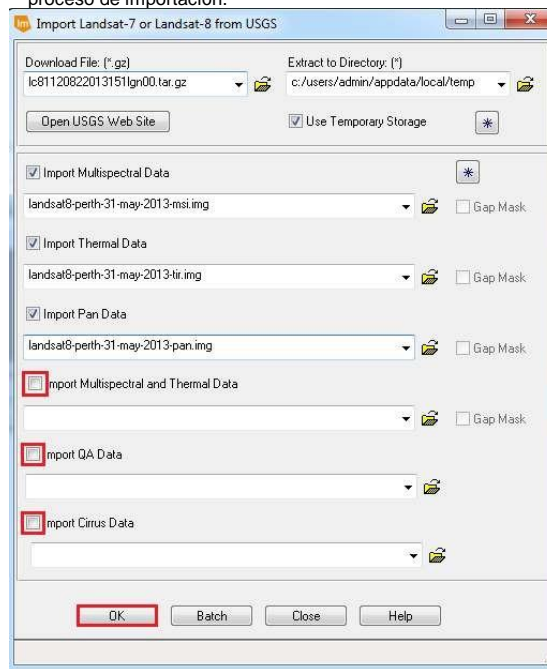 proceso de importación.
Import Landsat-7 or Landsat-8 from USGS
Download File: (*.gz)
Extract to Directory: (*)
lc81120822013151lgn00.tar.gz
c:/users/admin/appdata/local/temp
Open USGS Web Site
Use Temporary Storage
Import Multispectral Data
landsat8-perth-31-may-2013-msi.img
Gap Mask
Import Thermal Data
landsat8-perth-31-may-2013-tir.img
Gap Mask
Import Pan Data
landsat8-perth-31-may-2013-pan.img
Gap Mask
mport Multispectral and Thermal Data
Gap Mask
mport QA Data
mport Cirrus Data
OK
Batch
Close
Help